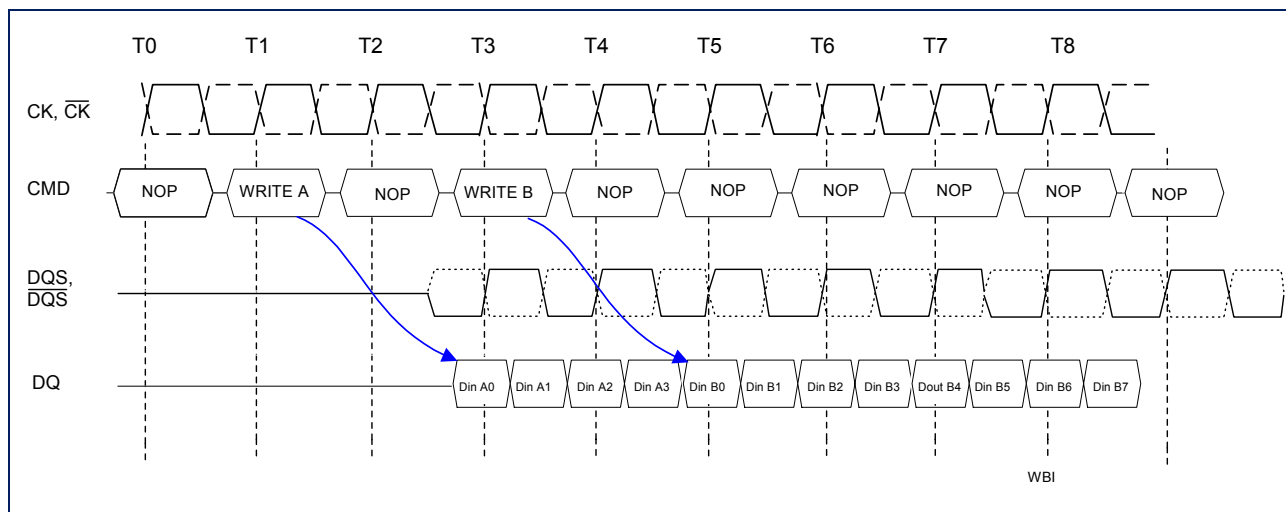 T0 T1 T2 T3 T4 T5 T6 T7 T8
CK, CK
CMD NOP WRITE A NOP WRITE B NOP NOP NOP NOP NOP NOP
DQS,
DQS
DQ Din A0 Din A1 Din A2 Din A3 Din B0 Din B1 Din B2 Din B3 Dout B4 Din B5 Din B6 Din B7
WBI